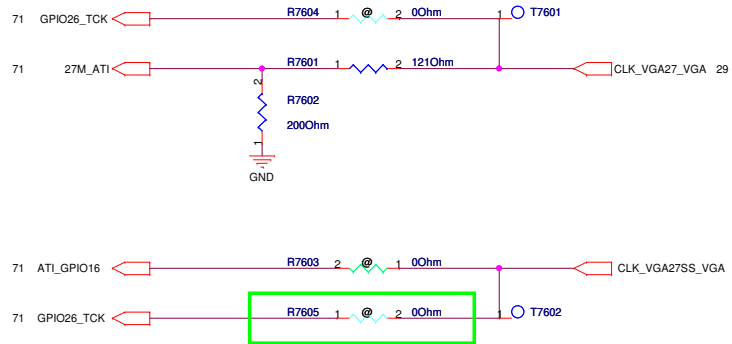 71 GPIO26_TCK R7604 1 @ 2 0Ohm 1 T7601
71 27M_ATI R7601 1 2 121Ohm CLK_VGA27_VGA 29
2
R7602
200Ohm
1
GND
71 ATI_GPIO16 R7603 2 @ 1 0Ohm CLK_VGA27SS_VGA
71 GPIO26_TCK R7605 1 @ 2 0Ohm 1 T7602